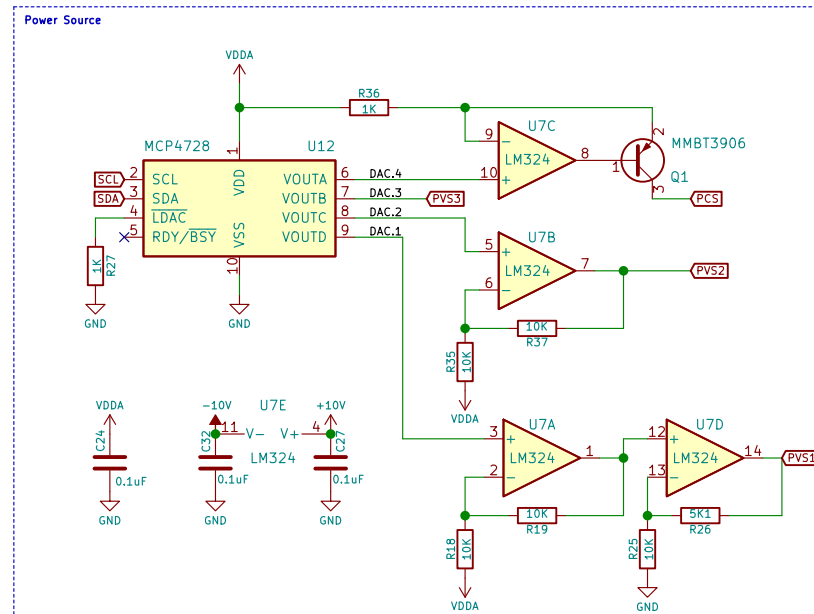 Power Source
VDDA
R36
1K
MCP4728 U12
1
VDD
SCL 2 SCL
SDA 3 SDA
4 LDAC
5 RDY/BSY
VOUTA 6 DAC.4
VOUTB 7 DAC.3 PVS3
VOUTC 8 DAC.2
VOUTD 9 DAC.1
VSS
10
GND
1K
R27
GND
U7C
9 −
LM324 8
10 +
2
MMBT3906
1
Q1
3
PCS
U7B
5 +
LM324 7
6 −
PVS2
10K
R37
R35
10K
VDDA
U7A
3 +
LM324 1
2 −
10K
R19
R18
10K
VDDA
U7D
12 +
LM324 14
13 −
PVS1
5K1
R26
R25
10K
GND
VDDA
C24
0.1uF
GND
-10V U7E +10V
11 V− V+ 4
C32 LM324 C27
0.1uF 0.1uF
GND GND